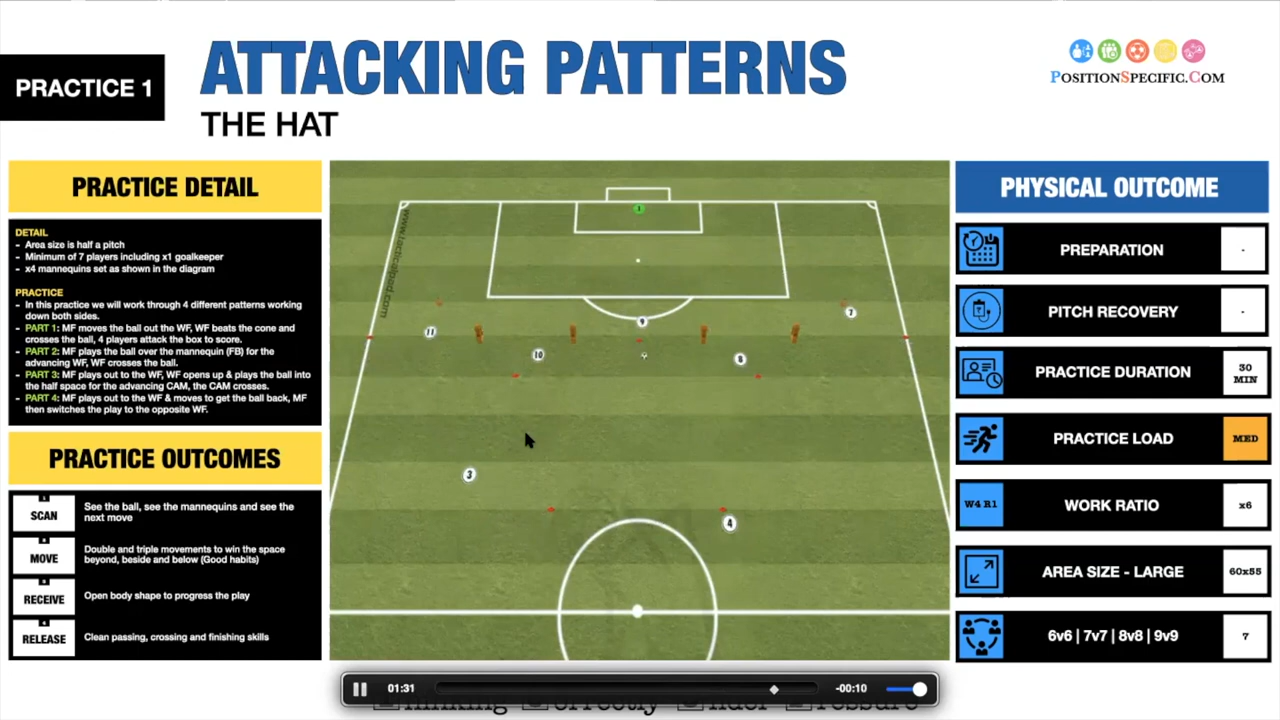 ATTACKING PATTERNS
PRACTICE 1
THE HAT
POSITIONSPECIFIC.COM
PRACTICE DETAIL
DETAIL
- Area size is half a pitch
- Minimum of 7 players including x1 goalkeeper
- x4 mannequins set as shown in the diagram
PRACTICE
- In this practice we will work through 4 different patterns working
down both sides.
- PART 1: MF moves the ball out the WF, WF beats the cone and
crosses the ball, 4 players attack the box to score.
- PART 2: MF plays the ball over the mannequin (FB) for the
advancing WF, WF crosses the ball.
- PART 3: MF plays out to the WF, WF opens up & plays the ball into
the half space for the advancing CAM, the CAM crosses.
- PART 4: MF plays out to the WF & moves to get the ball back, MF
then switches the play to the opposite WF.
PRACTICE OUTCOMES
SCAN
See the ball, see the mannequins and see the
next move
MOVE
Double and triple movements to win the space
beyond, beside and below (Good habits)
RECEIVE
Open body shape to progress the play
RELEASE
Clean passing, crossing and finishing skills
www.tacticalpad.com
1
9
7
11
10
8
3
4
PHYSICAL OUTCOME
PREPARATION -
PITCH RECOVERY -
PRACTICE DURATION 30
MIN
PRACTICE LOAD MED
W4 R1 WORK RATIO x6
AREA SIZE - LARGE 60x55
6v6 | 7v7 | 8v8 | 9v9 7
01:31 -00:10